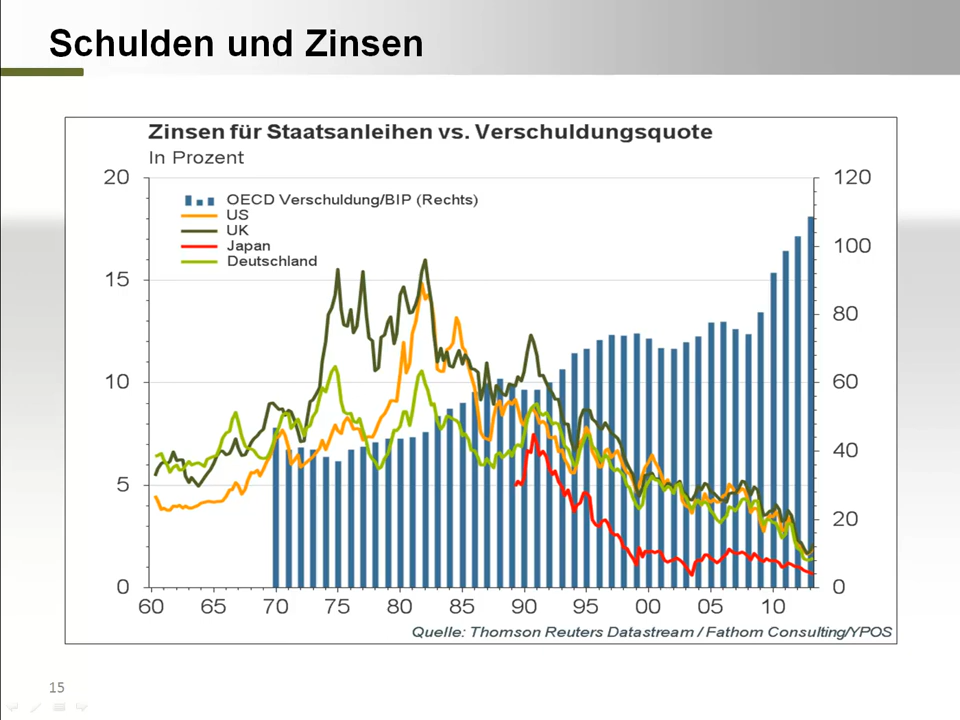 Schulden und Zinsen
Zinsen für Staatsanleihen vs. Verschuldungsquote
In Prozent
20
15
10
5
0
120
100
80
60
40
20
0
OECD Verschuldung/BIP (Rechts)
US
UK
Japan
Deutschland
60 65 70 75 80 85 90 95 00 05 10
Quelle: Thomson Reuters Datastream / Fathom Consulting/YPOS
15